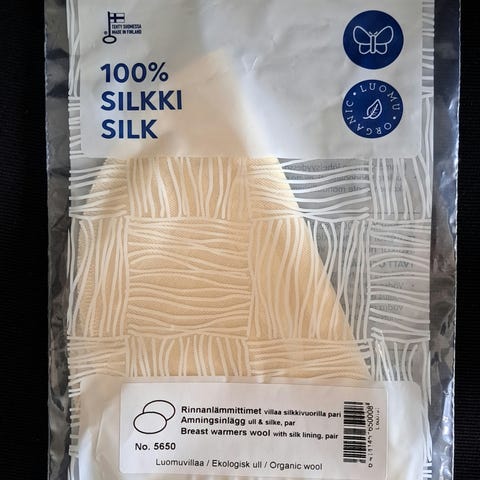 TEHTY SUOMESSA
MADE IN FINLAND
100%
SILKKI
SILK
LUOMU • ORGANIC •
Rinnanlämmittimet villaa silkkivuorilla pari
Amningsinlägg ull & silke, par
Breast warmers wool with silk lining, pair
No. 5650
Luomuvillaa / Ekologisk ull / Organic wool